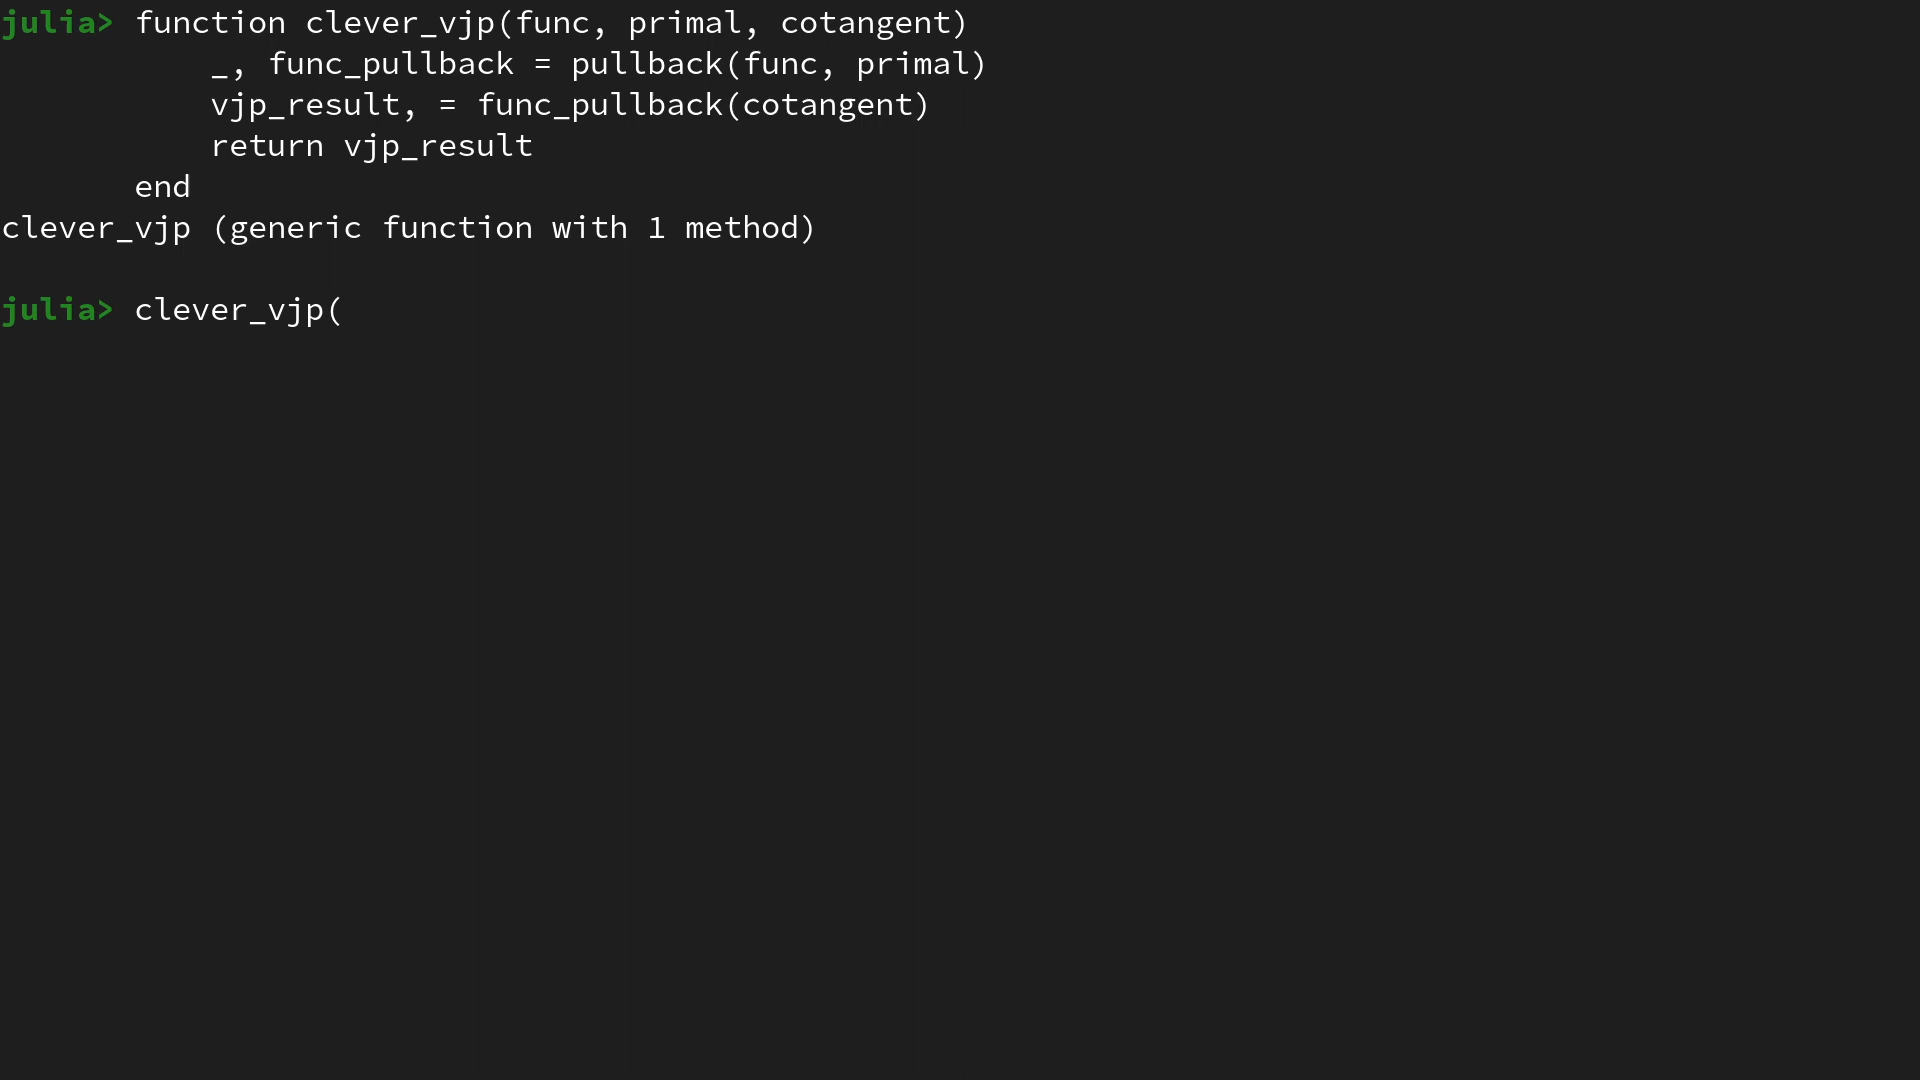 julia> function clever_vjp(func, primal, cotangent)
_, func_pullback = pullback(func, primal)
vjp_result, = func_pullback(cotangent)
return vjp_result
end
clever_vjp (generic function with 1 method)
julia> clever_vjp(